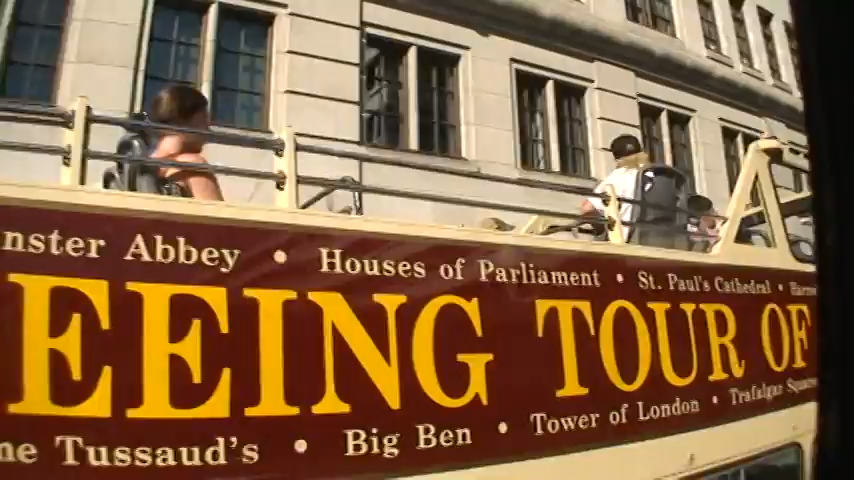 nster Abbey • Houses of Parliament • St. Paul's Cathedral •
EEING TOUR OF
Tussaud's • Big Ben • Tower of London • Trafalgar Square